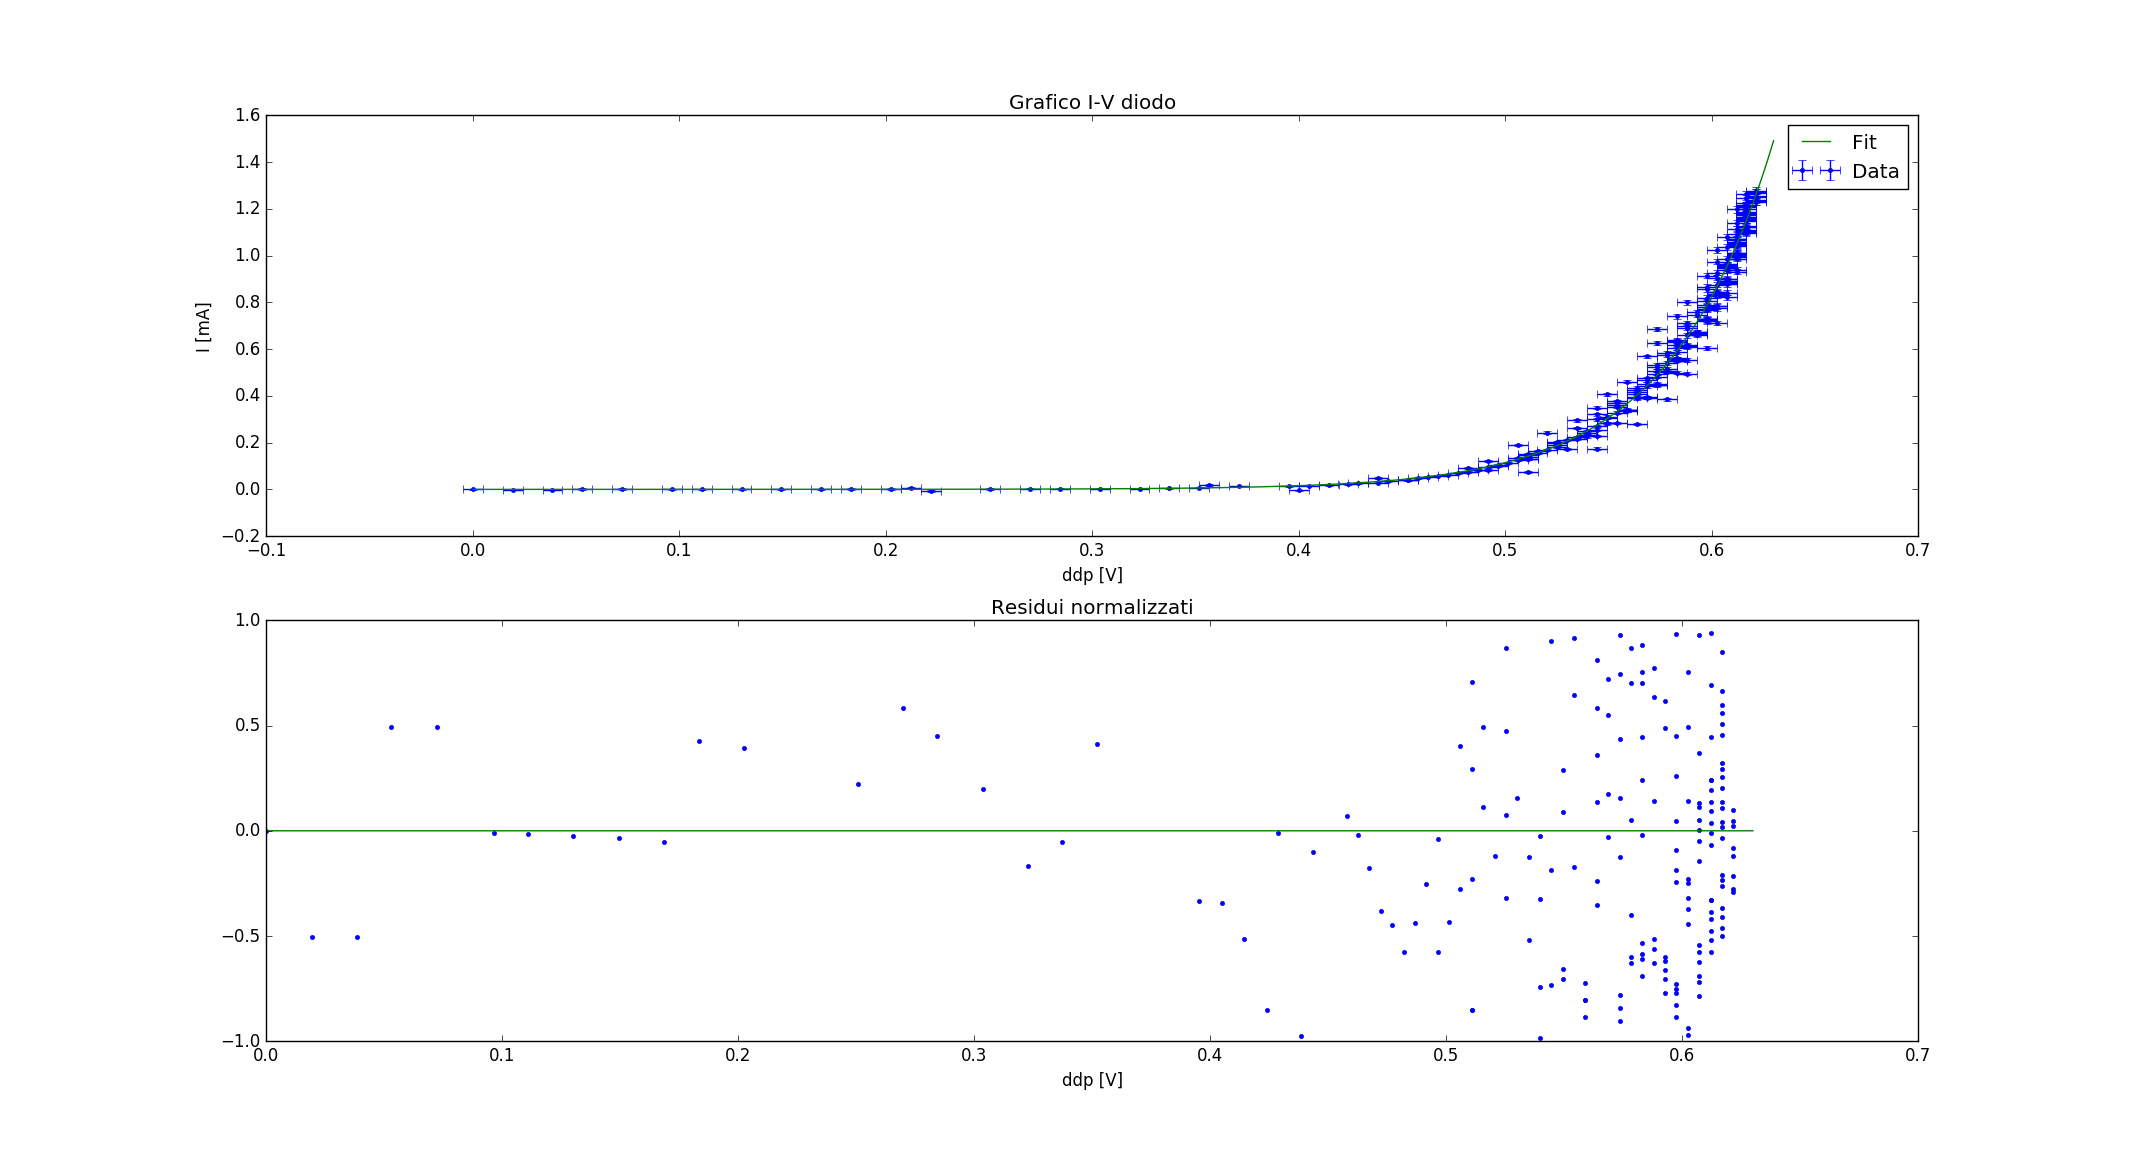 Grafico I-V diodo
1.6
1.4
1.2
1.0
0.8
0.6
0.4
0.2
0.0
−0.2
I [mA]
Fit
Data
−0.1 0.0 0.1 0.2 0.3 0.4 0.5 0.6 0.7
ddp [V]
Residui normalizzati
1.0
0.5
0.0
−0.5
−1.0
0.0 0.1 0.2 0.3 0.4 0.5 0.6 0.7
ddp [V]